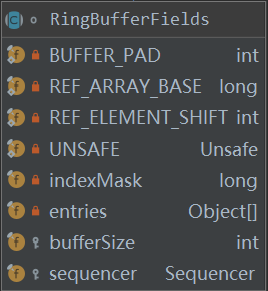 RingBufferFields
BUFFER_PAD int
REF_ARRAY_BASE long
REF_ELEMENT_SHIFT int
UNSAFE Unsafe
indexMask long
entries Object[]
bufferSize int
sequencer Sequencer